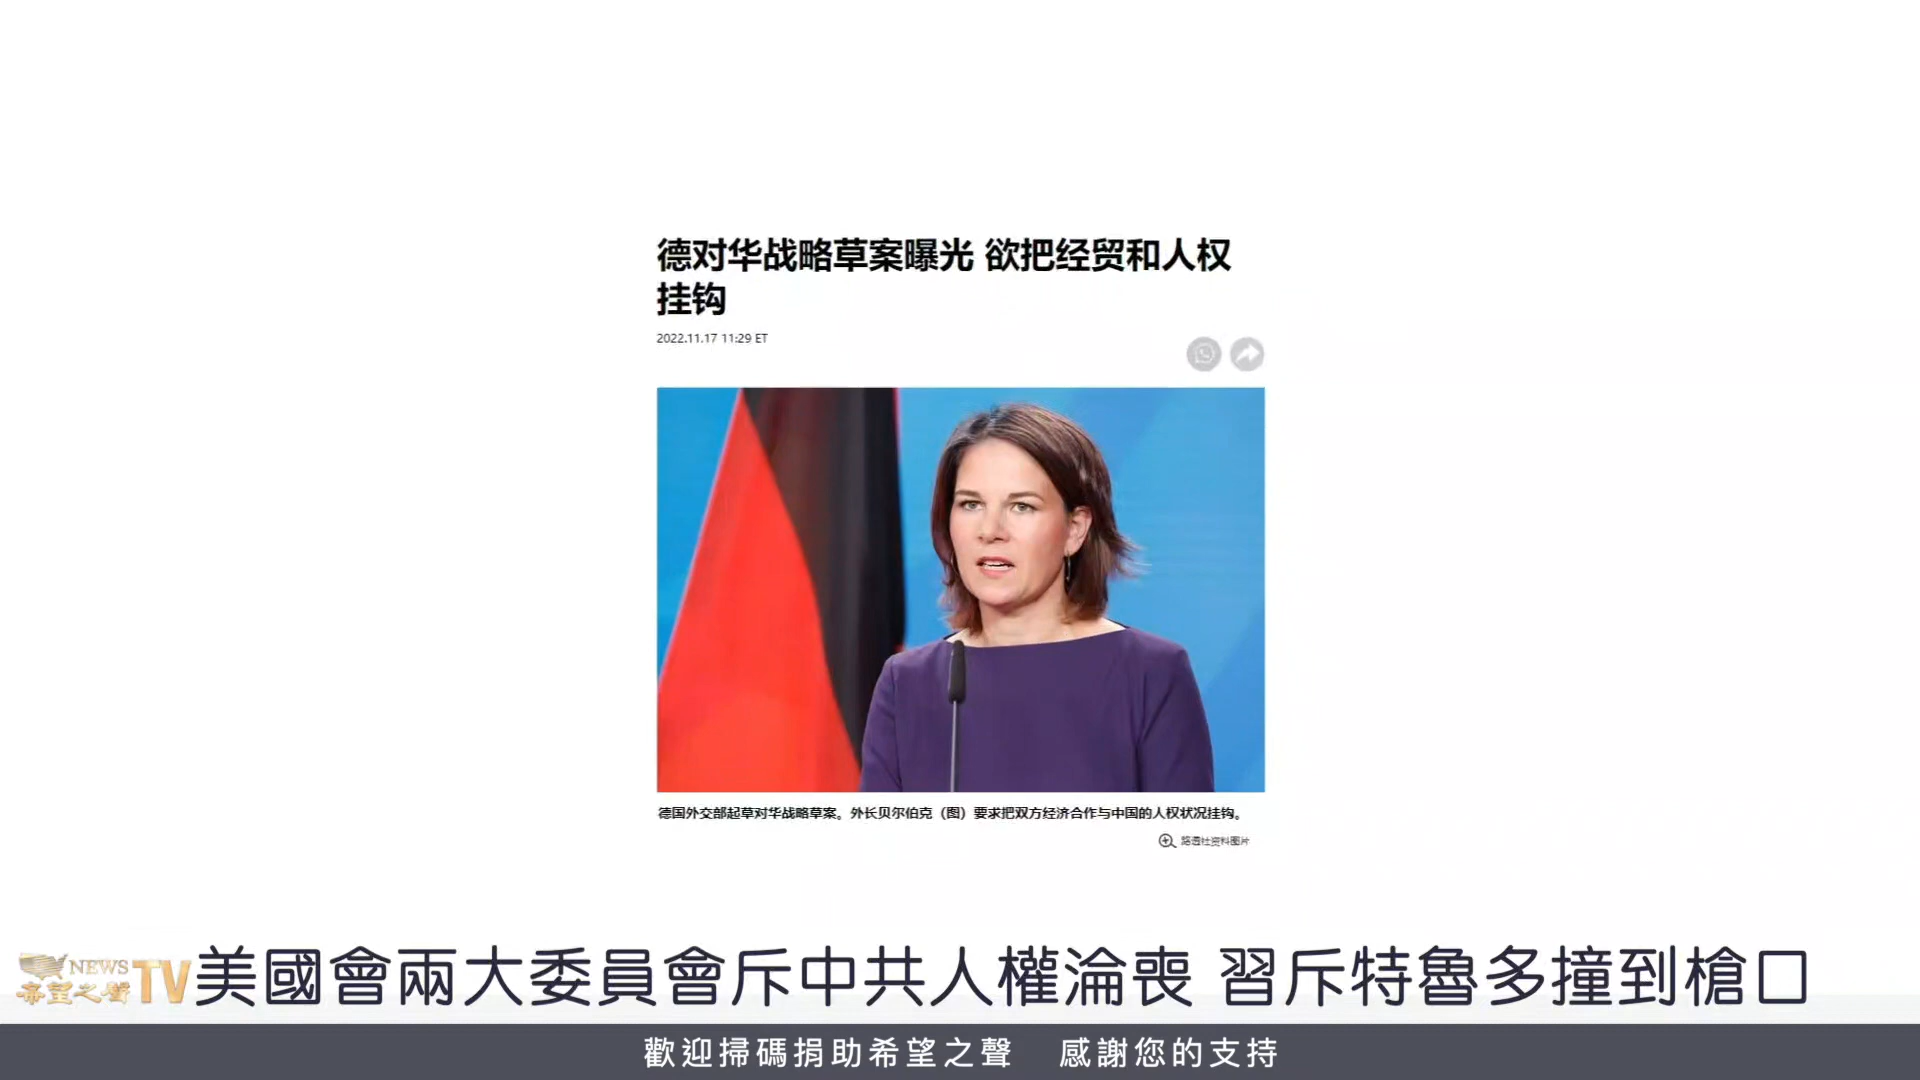 德对华战略草案曝光 欲把经贸和人权
挂钩
2022.11.17 11:29 ET
德国外交部起草对华战略草案。外长贝尔伯克（图）要求把双方经济合作与中国的人权状况挂钩。
路透社资料图片
NEWS
希望之聲 TV
美國會兩大委員會斥中共人權淪喪 習斥特魯多撞到槍口
歡迎掃碼捐助希望之聲 感謝您的支持